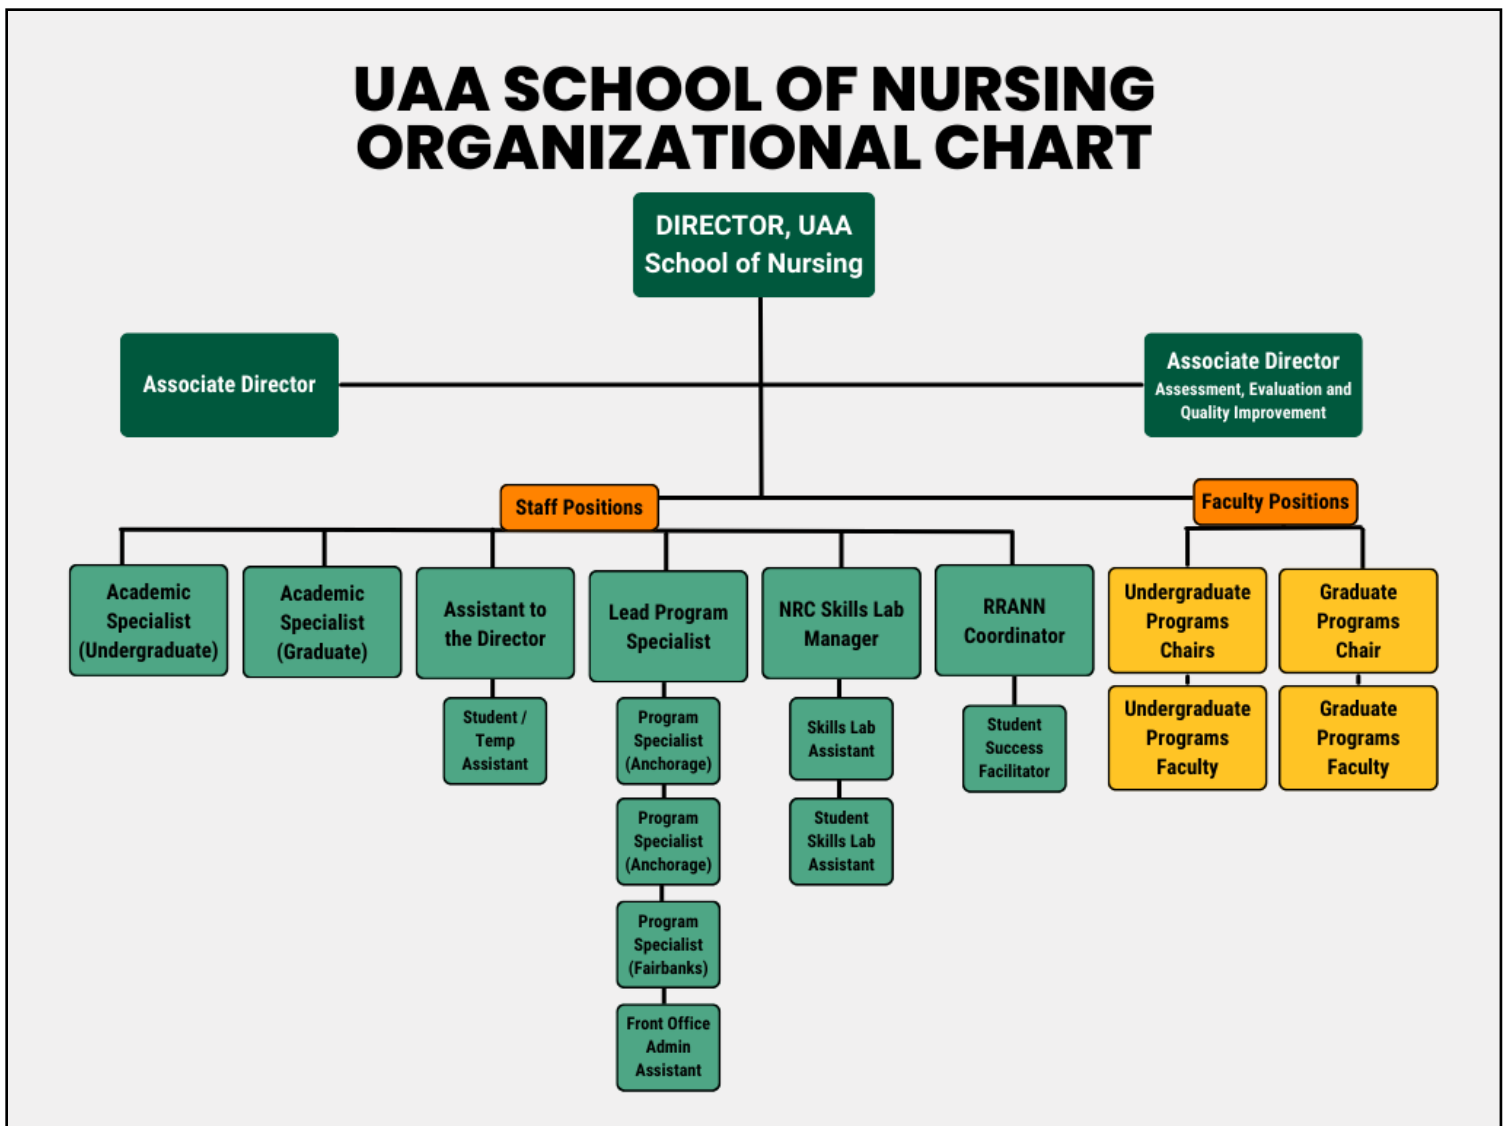 UAA SCHOOL OF NURSING
ORGANIZATIONAL CHART
DIRECTOR, UAA
School of Nursing
Associate Director
Associate Director
Assessment, Evaluation and
Quality Improvement
Staff Positions
Faculty Positions
Academic
Specialist
(Undergraduate)
Academic
Specialist
(Graduate)
Assistant to
the Director
Lead Program
Specialist
NRC Skills Lab
Manager
RRANN
Coordinator
Undergraduate
Programs
Chairs
Graduate
Programs
Chair
Student /
Temp
Assistant
Program
Specialist
(Anchorage)
Skills Lab
Assistant
Student
Success
Facilitator
Undergraduate
Programs
Faculty
Graduate
Programs
Faculty
Program
Specialist
(Anchorage)
Student
Skills Lab
Assistant
Program
Specialist
(Fairbanks)
Front Office
Admin
Assistant